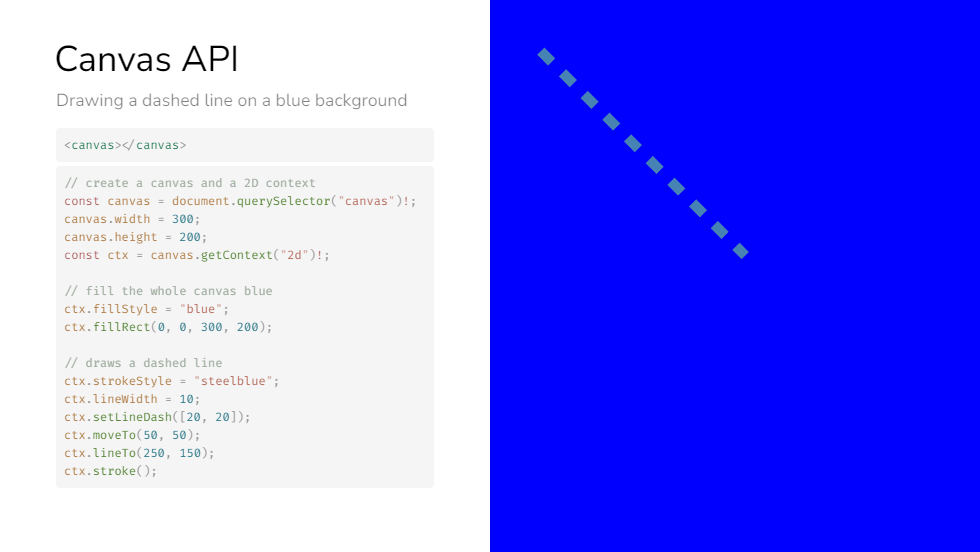 Canvas API
Drawing a dashed line on a blue background
<canvas></canvas>
// create a canvas and a 2D context
const canvas = document.querySelector("canvas")!;
canvas.width = 300;
canvas.height = 200;
const ctx = canvas.getContext("2d")!;
// fill the whole canvas blue
ctx.fillStyle = "blue";
ctx.fillRect(0, 0, 300, 200);
// draws a dashed line
ctx.strokeStyle = "steelblue";
ctx.lineWidth = 10;
ctx.setLineDash([20, 20]);
ctx.moveTo(50, 50);
ctx.lineTo(250, 150);
ctx.stroke();